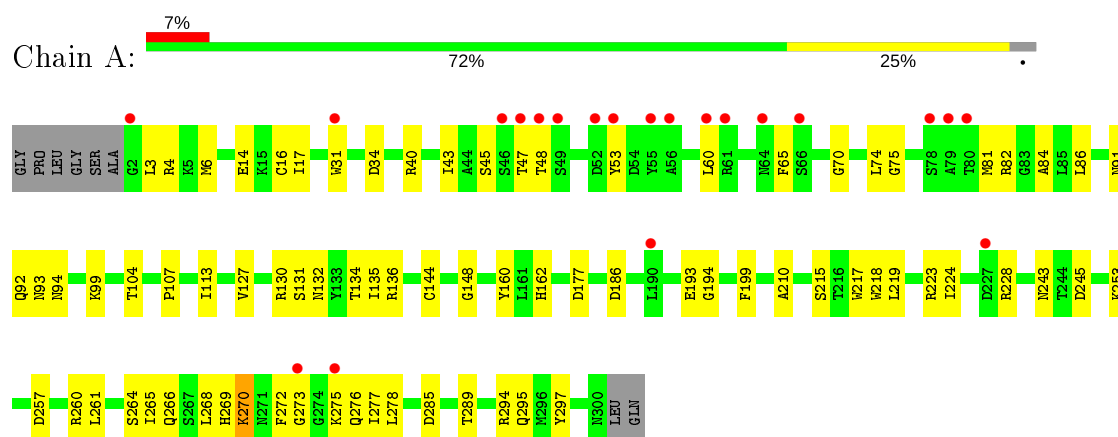 7%
Chain A:
72% 25% •
GLY PRO LEU GLY SER ALA G2 L3 R4 K5 M6 E14 K15 C16 I17 W31 D34 R40 I43 A44 S45 S46 T47 T48 S49 D52 Y53 D54 Y55 A56 L60 R61 N64 F65 S66 G70 L74 G75 S78 A79 T80 M81 R82 G83 A84 L85 L86 N91
Q92 N93 N94 K99 T104 P107 I113 V127 R130 S131 N132 Y133 T134 I135 R136 C144 G148 Y160 L161 H162 D177 D186 L190 E193 G194 F199 A210 S215 T216 W217 W218 L219 R223 I224 D227 R228 N243 T244 D245 K253
D257 R260 L261 S264 I265 Q266 S267 L268 H269 K270 N271 F272 G273 G274 K275 Q276 I277 L278 D285 T289 R294 Q295 M296 Y297 N300 LEU GLN